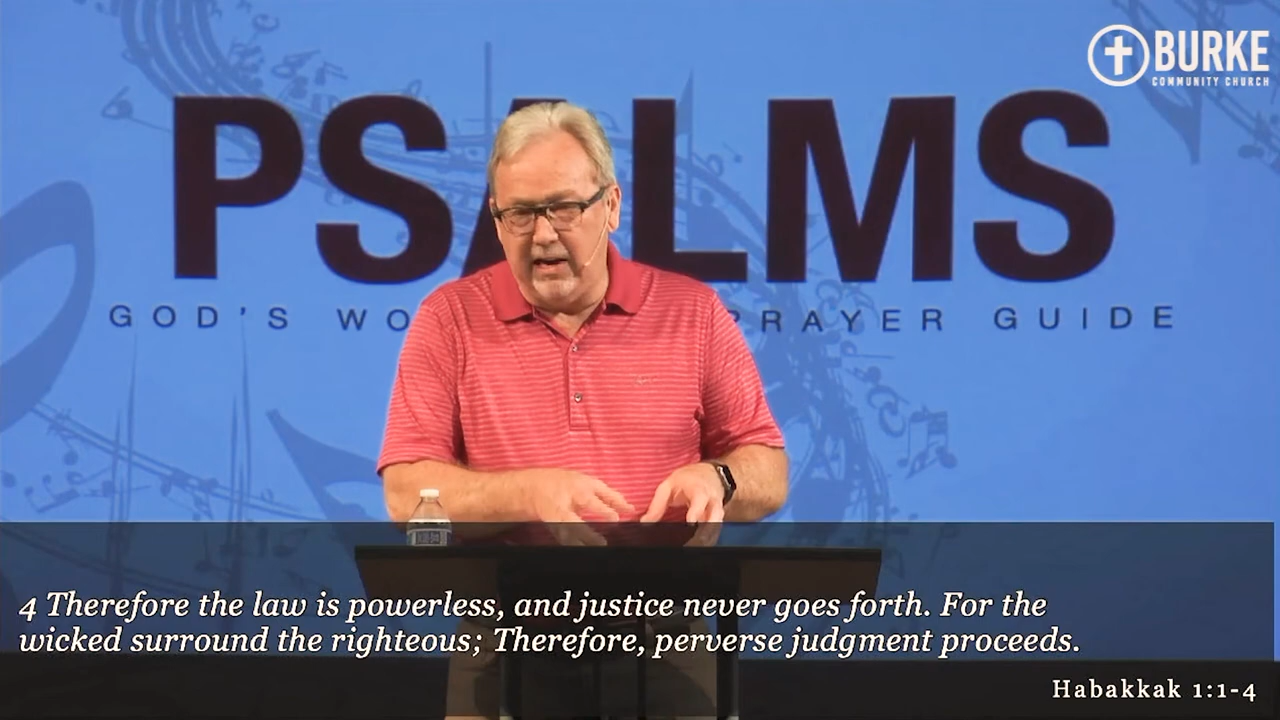 BURKE
COMMUNITY CHURCH
PSALMS
GOD'S WO PRAYER GUIDE
4 Therefore the law is powerless, and justice never goes forth. For the
wicked surround the righteous; Therefore, perverse judgment proceeds.
Habakkak 1:1-4